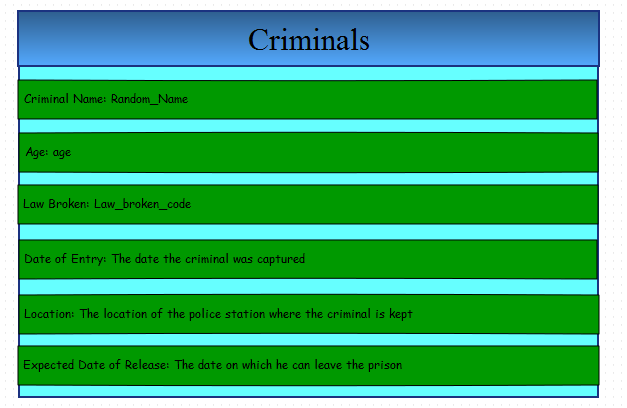 Criminals
Criminal Name: Random_Name
Age: age
Law Broken: Law_broken_code
Date of Entry: The date the criminal was captured
Location: The location of the police station where the criminal is kept
Expected Date of Release: The date on which he can leave the prison